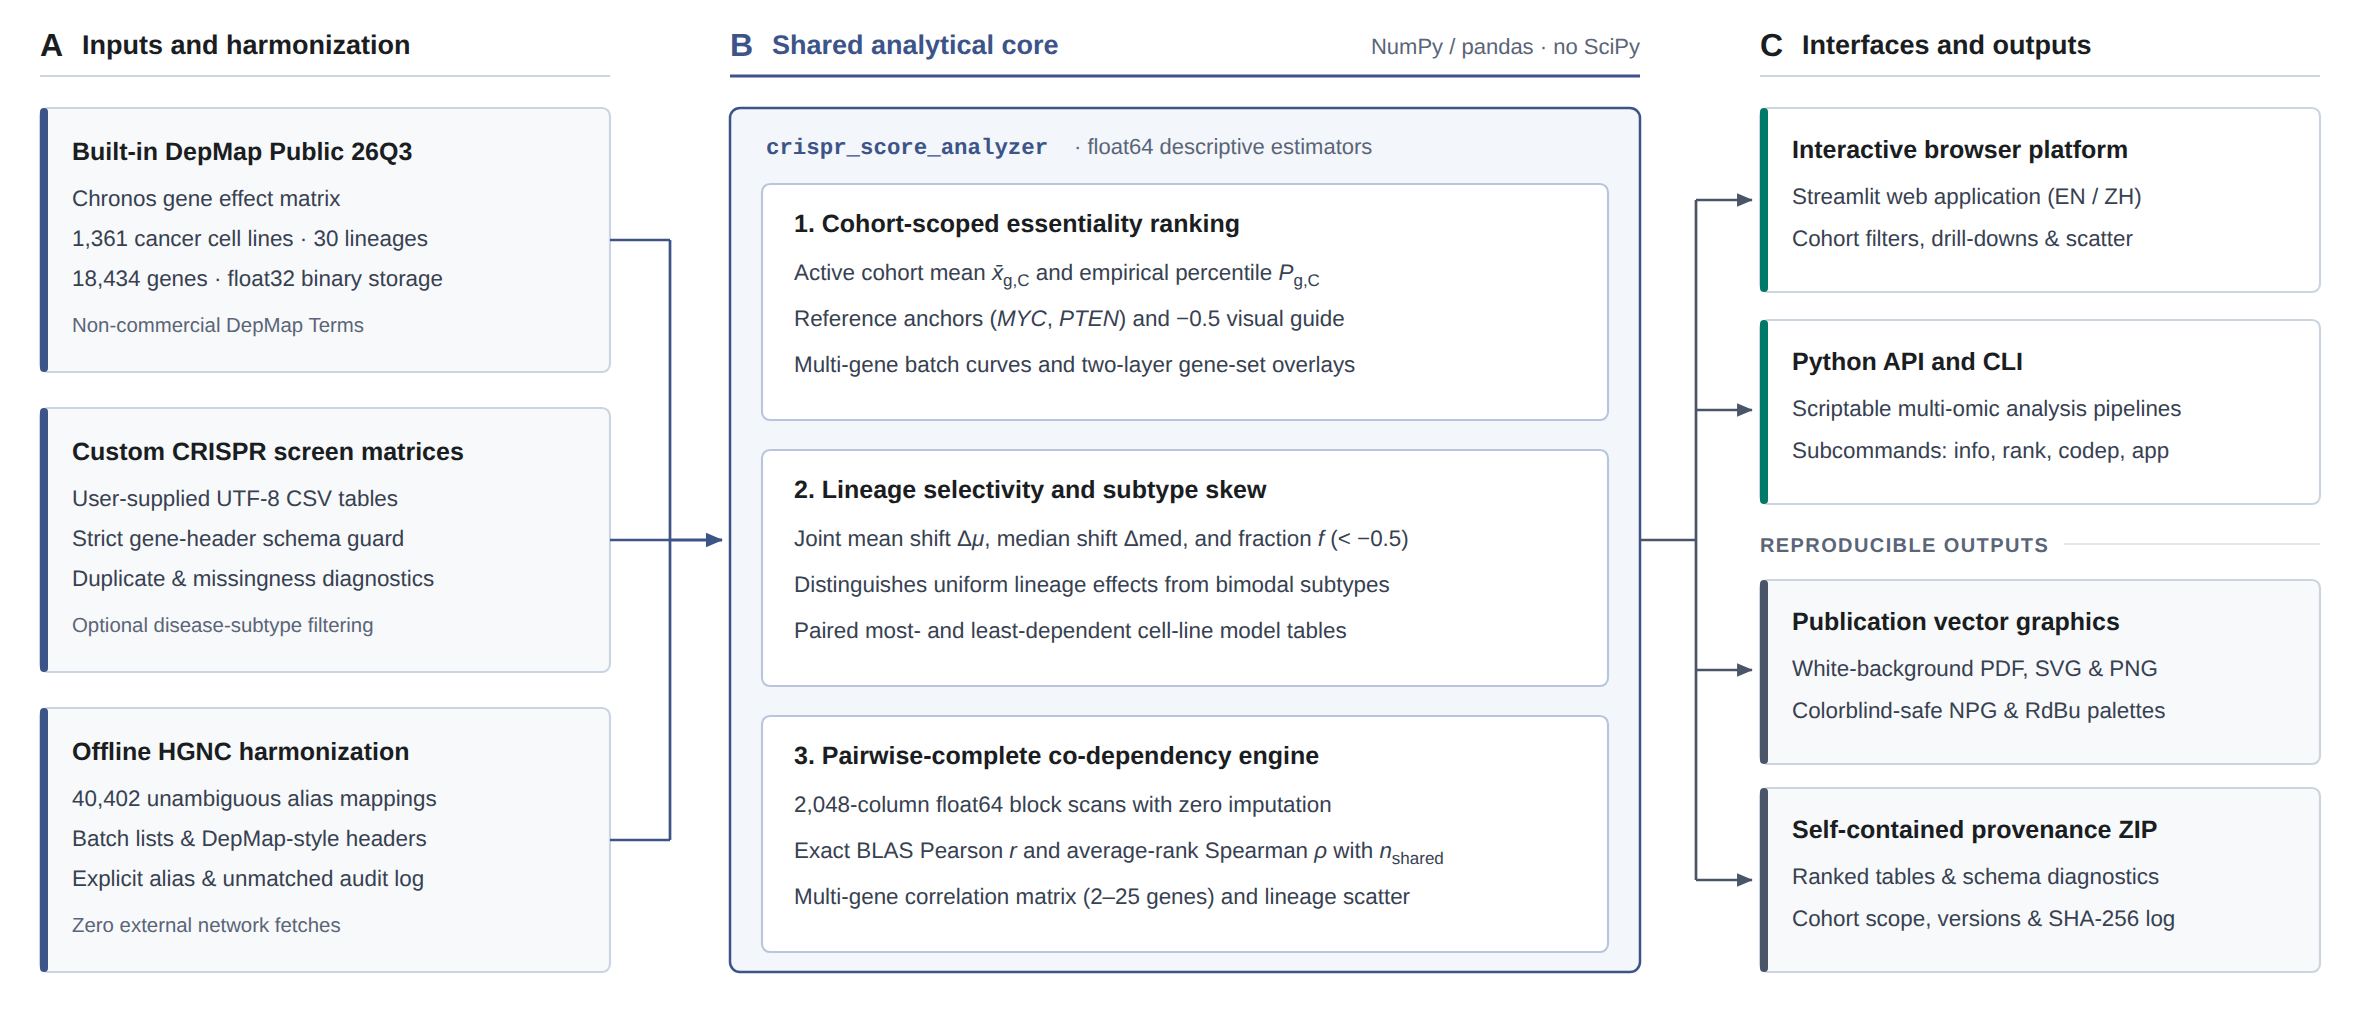 A Inputs and harmonization
Built-in DepMap Public 26Q3
Chronos gene effect matrix
1,361 cancer cell lines · 30 lineages
18,434 genes · float32 binary storage
Non-commercial DepMap Terms
Custom CRISPR screen matrices
User-supplied UTF-8 CSV tables
Strict gene-header schema guard
Duplicate & missingness diagnostics
Optional disease-subtype filtering
Offline HGNC harmonization
40,402 unambiguous alias mappings
Batch lists & DepMap-style headers
Explicit alias & unmatched audit log
Zero external network fetches
B Shared analytical core NumPy / pandas · no SciPy
crispr_score_analyzer · float64 descriptive estimators
1. Cohort-scoped essentiality ranking
Active cohort mean x̄g,C and empirical percentile Pg,C
Reference anchors (MYC, PTEN) and −0.5 visual guide
Multi-gene batch curves and two-layer gene-set overlays
2. Lineage selectivity and subtype skew
Joint mean shift Δμ, median shift Δmed, and fraction f (< −0.5)
Distinguishes uniform lineage effects from bimodal subtypes
Paired most- and least-dependent cell-line model tables
3. Pairwise-complete co-dependency engine
2,048-column float64 block scans with zero imputation
Exact BLAS Pearson r and average-rank Spearman ρ with nshared
Multi-gene correlation matrix (2–25 genes) and lineage scatter
C Interfaces and outputs
Interactive browser platform
Streamlit web application (EN / ZH)
Cohort filters, drill-downs & scatter
Python API and CLI
Scriptable multi-omic analysis pipelines
Subcommands: info, rank, codep, app
REPRODUCIBLE OUTPUTS
Publication vector graphics
White-background PDF, SVG & PNG
Colorblind-safe NPG & RdBu palettes
Self-contained provenance ZIP
Ranked tables & schema diagnostics
Cohort scope, versions & SHA-256 log